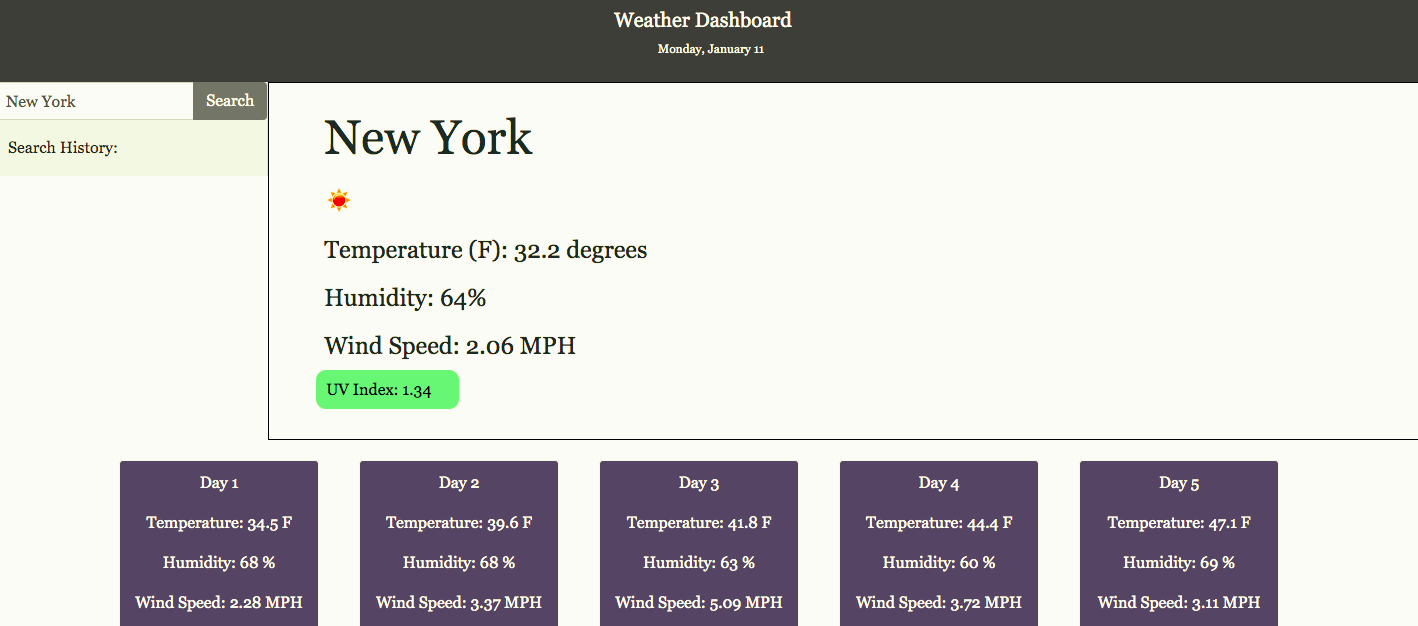 Weather Dashboard
Monday, January 11
New York
Search
Search History:
New York
Temperature (F): 32.2 degrees
Humidity: 64%
Wind Speed: 2.06 MPH
UV Index: 1.34
Day 1
Temperature: 34.5 F
Humidity: 68 %
Wind Speed: 2.28 MPH
Day 2
Temperature: 39.6 F
Humidity: 68 %
Wind Speed: 3.37 MPH
Day 3
Temperature: 41.8 F
Humidity: 63 %
Wind Speed: 5.09 MPH
Day 4
Temperature: 44.4 F
Humidity: 60 %
Wind Speed: 3.72 MPH
Day 5
Temperature: 47.1 F
Humidity: 69 %
Wind Speed: 3.11 MPH